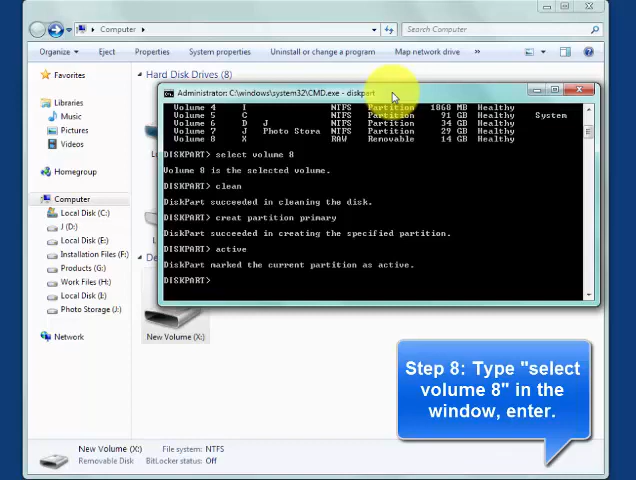 Computer
Search Computer
Organize
Eject
Properties
System properties
Uninstall or change a program
Map network drive
»
Favorites
Libraries
Music
Pictures
Videos
Homegroup
Computer
Local Disk (C:)
J (D:)
Local Disk (E:)
Installation Files (F:)
Products (G:)
Work Files (H:)
Local Disk (I:)
Photo Storage (J:)
Network
Hard Disk Drives (8)
Administrator: C:\windows\system32\CMD.exe - diskpart
Volume 4 I NTFS Partition 1868 MB Healthy
Volume 5 C NTFS Partition 91 GB Healthy System
Volume 6 D J NTFS Partition 34 GB Healthy
Volume 7 J Photo Stora NTFS Partition 29 GB Healthy
Volume 8 X RAW Removable 14 GB Healthy
DISKPART> select volume 8
Volume 8 is the selected volume.
DISKPART> clean
DiskPart succeeded in cleaning the disk.
DISKPART> creat partition primary
DiskPart succeeded in creating the specified partition.
DISKPART> active
DiskPart marked the current partition as active.
DISKPART>
New Volume (X:)
Step 8: Type "select
volume 8" in the
window, enter.
New Volume (X:) File system: NTFS
Removable Disk BitLocker status: Off